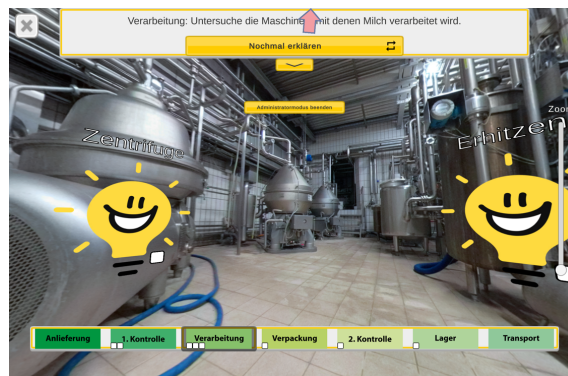 Verarbeitung: Untersuche die Maschinen, mit denen Milch verarbeitet wird.
Nochmal erklären
Administratormodus beenden
Zoom
Zentrifuge
Erhitzen
Anlieferung
1. Kontrolle
Verarbeitung
Verpackung
2. Kontrolle
Lager
Transport